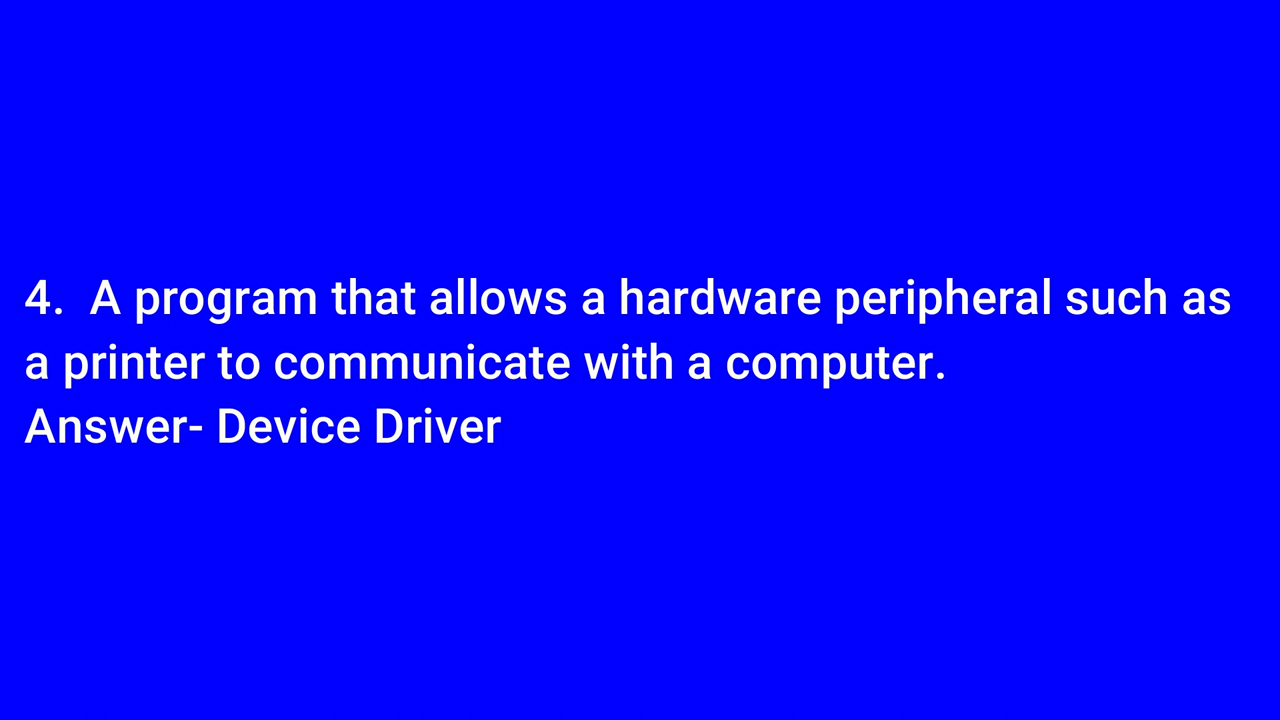 4.  A program that allows a hardware peripheral such as
a printer to communicate with a computer.
Answer- Device Driver